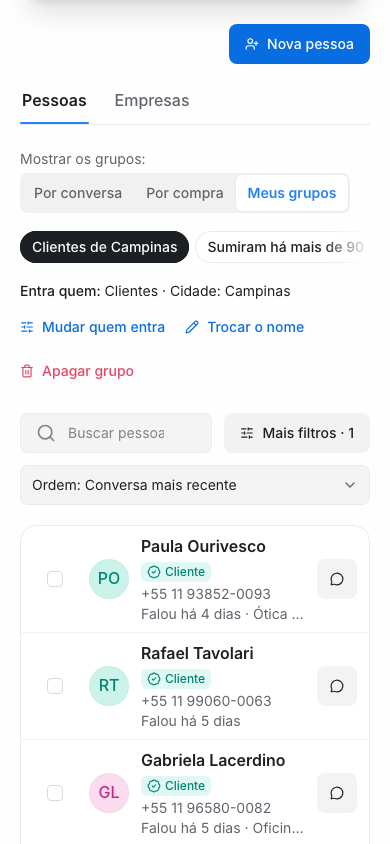 Nova pessoa
Pessoas Empresas
Mostrar os grupos:
Por conversa Por compra Meus grupos
Clientes de Campinas Sumiram há mais de 90
Entra quem: Clientes · Cidade: Campinas
Mudar quem entra Trocar o nome
Apagar grupo
Buscar pessoa Mais filtros · 1
Ordem: Conversa mais recente
Paula Ourivesco
PO Cliente
+55 11 93852-0093
Falou há 4 dias · Ótica ...
Rafael Tavolari
RT Cliente
+55 11 99060-0063
Falou há 5 dias
Gabriela Lacerdino
GL Cliente
+55 11 96580-0082
Falou há 5 dias · Oficin...